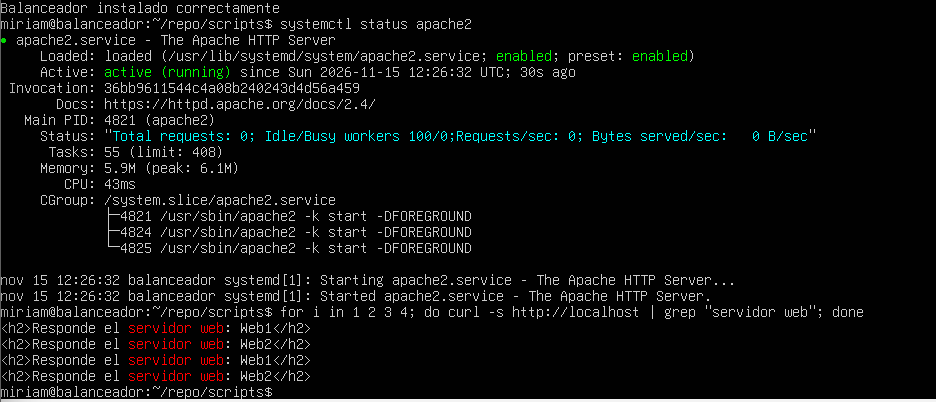 Balanceador instalado correctamente
miriam@balanceador:~/repo/scripts$ systemctl status apache2
● apache2.service - The Apache HTTP Server
Loaded: loaded (/usr/lib/systemd/system/apache2.service; enabled; preset: enabled)
Active: active (running) since Sun 2026-11-15 12:26:32 UTC; 30s ago
Invocation: 36bb9611544c4a08b240243d4d56a459
Docs: https://httpd.apache.org/docs/2.4/
Main PID: 4821 (apache2)
Status: "Total requests: 0; Idle/Busy workers 100/0;Requests/sec: 0; Bytes served/sec:   0 B/sec"
Tasks: 55 (limit: 408)
Memory: 5.9M (peak: 6.1M)
CPU: 43ms
CGroup: /system.slice/apache2.service
├─4821 /usr/sbin/apache2 -k start -DFOREGROUND
├─4824 /usr/sbin/apache2 -k start -DFOREGROUND
└─4825 /usr/sbin/apache2 -k start -DFOREGROUND
nov 15 12:26:32 balanceador systemd[1]: Starting apache2.service - The Apache HTTP Server...
nov 15 12:26:32 balanceador systemd[1]: Started apache2.service - The Apache HTTP Server.
miriam@balanceador:~/repo/scripts$ for i in 1 2 3 4; do curl -s http://localhost | grep "servidor web"; done
<h2>Responde el servidor web: Web1</h2>
<h2>Responde el servidor web: Web2</h2>
<h2>Responde el servidor web: Web1</h2>
<h2>Responde el servidor web: Web2</h2>
miriam@balanceador:~/repo/scripts$